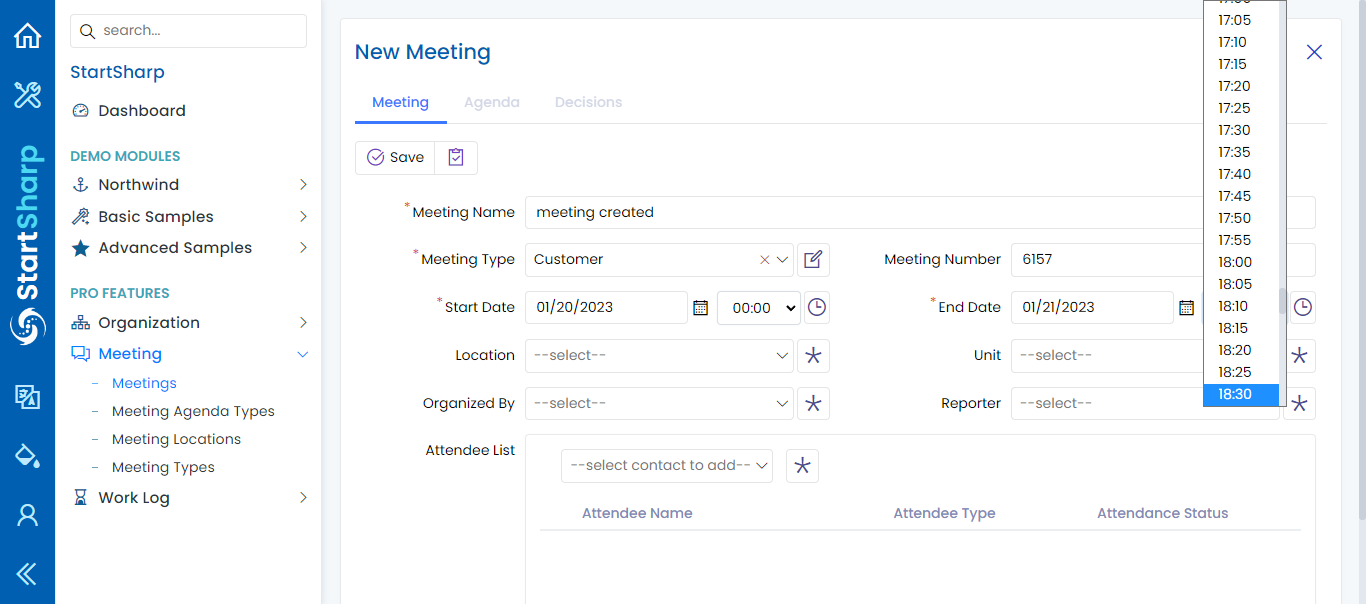 search...
StartSharp
StartSharp
Dashboard
DEMO MODULES
Northwind
Basic Samples
Advanced Samples
PRO FEATURES
Organization
Meeting
Meetings
Meeting Agenda Types
Meeting Locations
Meeting Types
Work Log
New Meeting
Meeting
Agenda
Decisions
Save
*Meeting Name
meeting created
*Meeting Type
Customer
Meeting Number
6157
*Start Date
01/20/2023
00:00
*End Date
01/21/2023
Location
--select--
Unit
--select--
Organized By
--select--
Reporter
--select--
Attendee List
--select contact to add--
Attendee Name
Attendee Type
Attendance Status
17:05
17:10
17:15
17:20
17:25
17:30
17:35
17:40
17:45
17:50
17:55
18:00
18:05
18:10
18:15
18:20
18:25
18:30